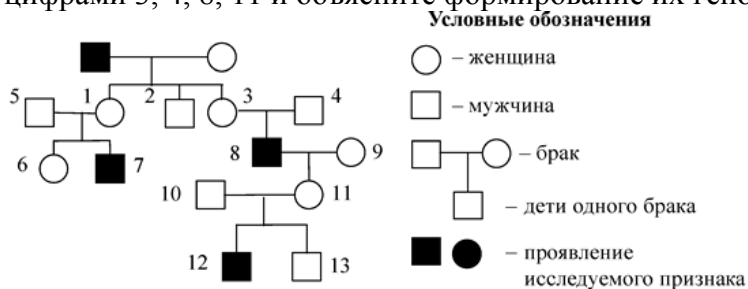 цифрами 3, 4, 8, 11 и объясните формирование их
Условные обозначения
– женщина
– мужчина
– брак
– дети одного брака
– проявление
исследуемого признака
5
1
2
3
4
6
7
8
9
10
11
12
13